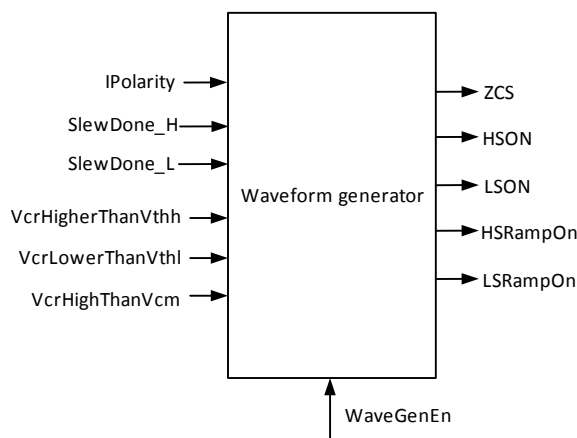 IPolarity
SlewDone_H
SlewDone_L
VcrHigherThanVthh
VcrLowerThanVthl
VcrHighThanVcm
Waveform generator
ZCS
HSON
LSON
HSRampOn
LSRampOn
WaveGenEn